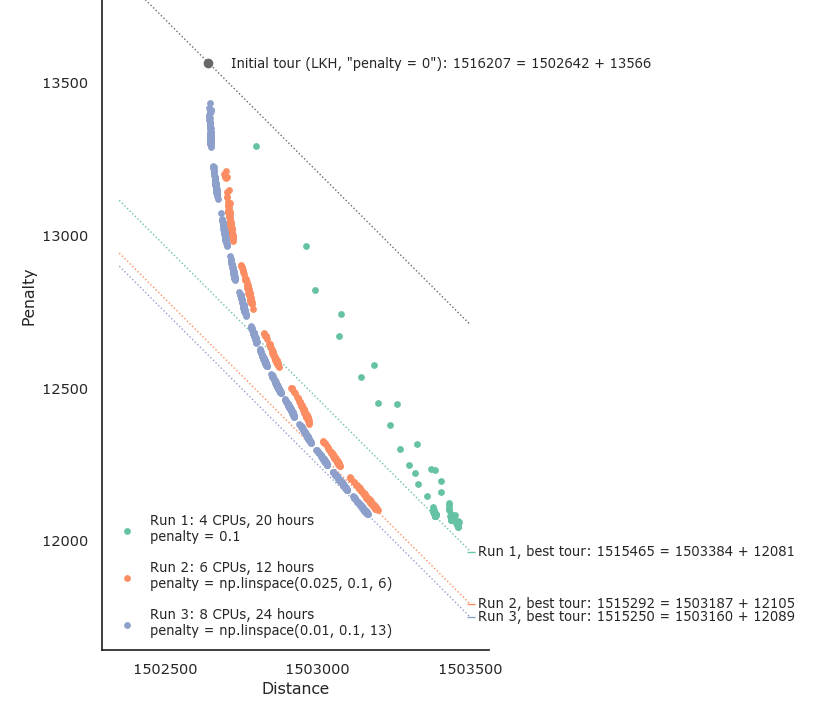 Initial tour (LKH, "penalty = 0"): 1516207 = 1502642 + 13566
13500
13000
Penalty
12500
12000
Run 1: 4 CPUs, 20 hours
penalty = 0.1
Run 2: 6 CPUs, 12 hours
penalty = np.linspace(0.025, 0.1, 6)
Run 3: 8 CPUs, 24 hours
penalty = np.linspace(0.01, 0.1, 13)
Run 1, best tour: 1515465 = 1503384 + 12081
Run 2, best tour: 1515292 = 1503187 + 12105
Run 3, best tour: 1515250 = 1503160 + 12089
1502500 1503000 1503500
Distance